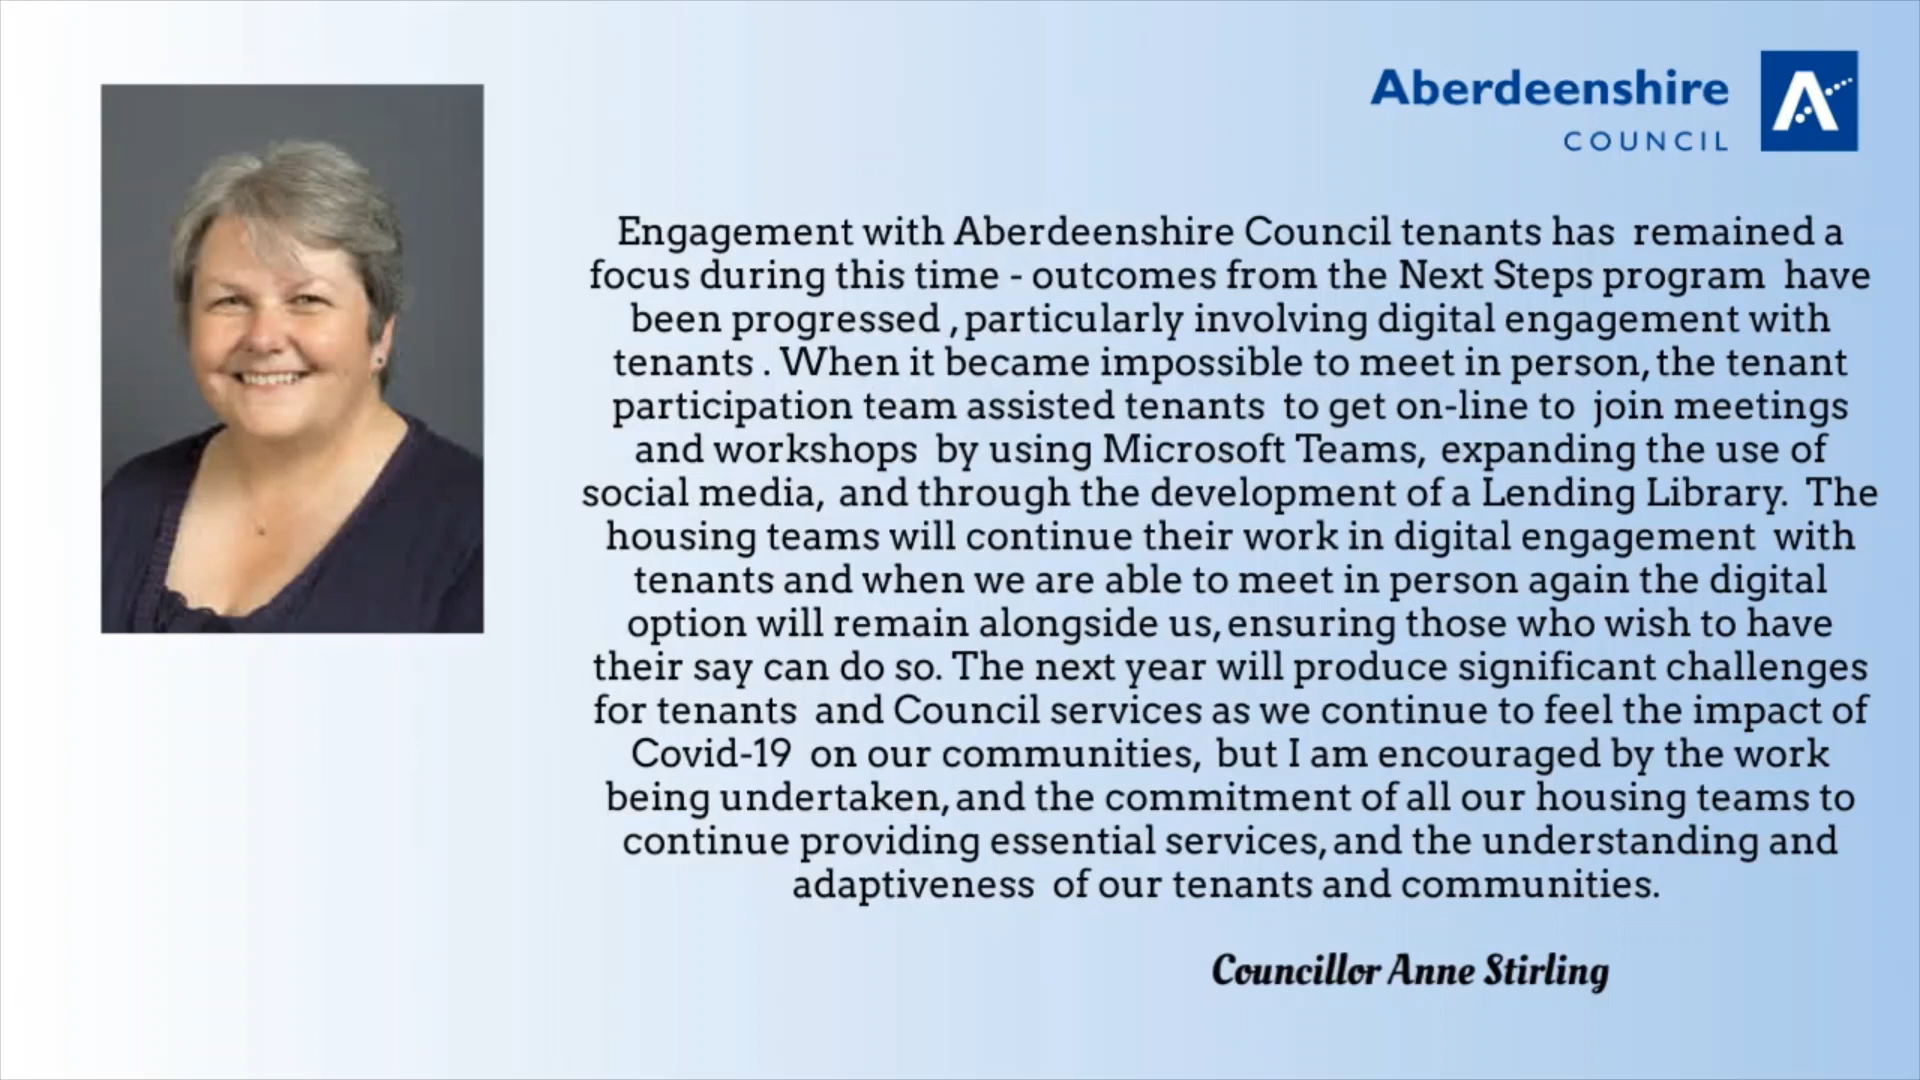 Aberdeenshire
COUNCIL
Engagement with Aberdeenshire Council tenants has remained a
focus during this time - outcomes from the Next Steps program have
been progressed , particularly involving digital engagement with
tenants . When it became impossible to meet in person, the tenant
participation team assisted tenants to get on-line to join meetings
and workshops by using Microsoft Teams, expanding the use of
social media, and through the development of a Lending Library. The
housing teams will continue their work in digital engagement with
tenants and when we are able to meet in person again the digital
option will remain alongside us, ensuring those who wish to have
their say can do so. The next year will produce significant challenges
for tenants and Council services as we continue to feel the impact of
Covid-19 on our communities, but I am encouraged by the work
being undertaken, and the commitment of all our housing teams to
continue providing essential services, and the understanding and
adaptiveness of our tenants and communities.
Councillor Anne Stirling